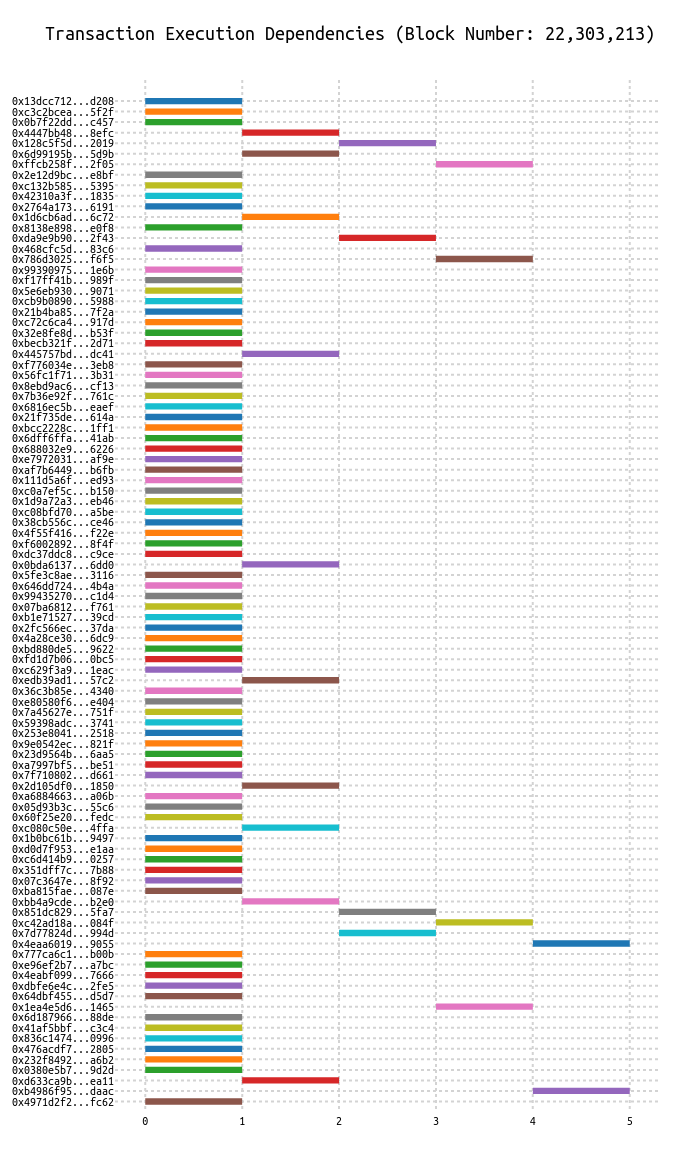 Transaction Execution Dependencies (Block Number: 22,303,213)
0x13dcc712...d208
0xc3c2bcea...5f2f
0x0b7f22dd...c457
0x4447bb48...8efc
0x128c5f5d...2019
0x6d99195b...5d9b
0xffcb258f...2f05
0x2e12d9bc...e8bf
0xc132b585...5395
0x42310a3f...1835
0x2764a173...6191
0x1d6cb6ad...6c72
0x8138e898...e0f8
0xda9e9b90...2f43
0x468cfc5d...83c6
0x786d3025...f6f5
0x99390975...1e6b
0xf17ff41b...989f
0x5e6eb930...9071
0xcb9b0890...5988
0x21b4ba85...7f2a
0xc72c6ca4...917d
0x32e8fe8d...b53f
0xbecb321f...2d71
0x445757bd...dc41
0xf776034e...3eb8
0x56fc1f71...3b31
0x8ebd9ac6...cf13
0x7b36e92f...761c
0x6816ec5b...eaef
0x21f735de...614a
0xbcc2228c...1ff1
0x6dff6ffa...41ab
0x688032e9...6226
0xe7972031...af9e
0xaf7b6449...b6fb
0x111d5a6f...ed93
0xc0a7ef5c...b150
0x1d9a72a3...eb46
0xc08bfd70...a5be
0x38cb556c...ce46
0x4f55f416...f22e
0xf6002892...8f4f
0xdc37ddc8...c9ce
0x0bda6137...6dd0
0x5fe3c8ae...3116
0x646dd724...4b4a
0x99435270...c1d4
0x07ba6812...f761
0xb1e71527...39cd
0x2fc566ec...37da
0x4a28ce30...6dc9
0xbd880de5...9622
0xfd1d7b06...0bc5
0xc629f3a9...1eac
0xedb39ad1...57c2
0x36c3b85e...4340
0xe80580f6...e404
0x7a45627e...751f
0x59398adc...3741
0x253e8041...2518
0x9e0542ec...821f
0x23d9564b...6aa5
0xa7997bf5...be51
0x7f710802...d661
0x2d105df0...1850
0xa6884663...a06b
0x05d93b3c...55c6
0x60f25e20...fedc
0xc080c50e...4ffa
0x1b0bc61b...9497
0xd0d7f953...e1aa
0xc6d414b9...0257
0x351dff7c...7b88
0x07c3647e...8f92
0xba815fae...087e
0xbb4a9cde...b2e0
0x851dc829...5fa7
0xc42ad18a...084f
0x7d77824d...994d
0x4eaa6019...9055
0x777ca6c1...b00b
0xe96ef2b7...a7bc
0x4eabf099...7666
0xdbfe6e4c...2fe5
0x64dbf455...d5d7
0x1ea4e5d6...1465
0x6d187966...88de
0x41af5bbf...c3c4
0x836c1474...0996
0x476acdf7...2805
0x232f8492...a6b2
0x0380e5b7...9d2d
0xd633ca9b...ea11
0xb4986f95...daac
0x4971d2f2...fc62
0 1 2 3 4 5